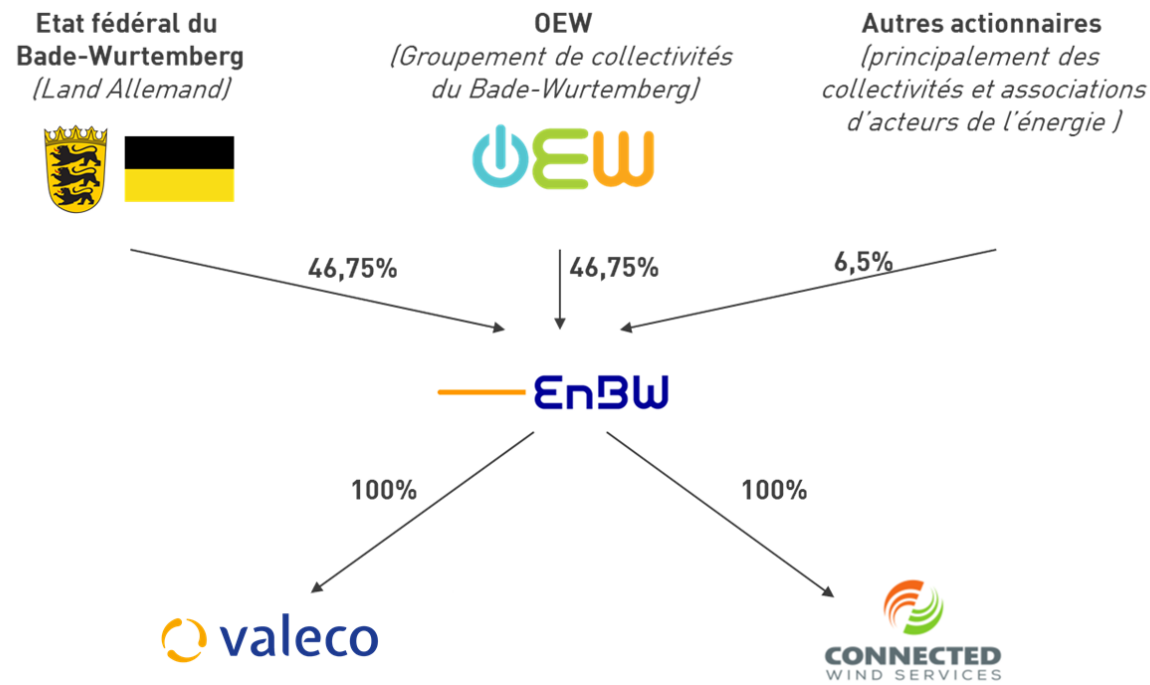 Etat fédéral du
Bade-Wurtemberg
(Land Allemand)
OEW
(Groupement de collectivités
du Bade-Wurtemberg)
OEW
Autres actionnaires
(principalement des
collectivités et associations
d'acteurs de l'énergie )
46,75%
46,75%
6,5%
EnBW
100%
100%
valeco
CONNECTED
WIND SERVICES